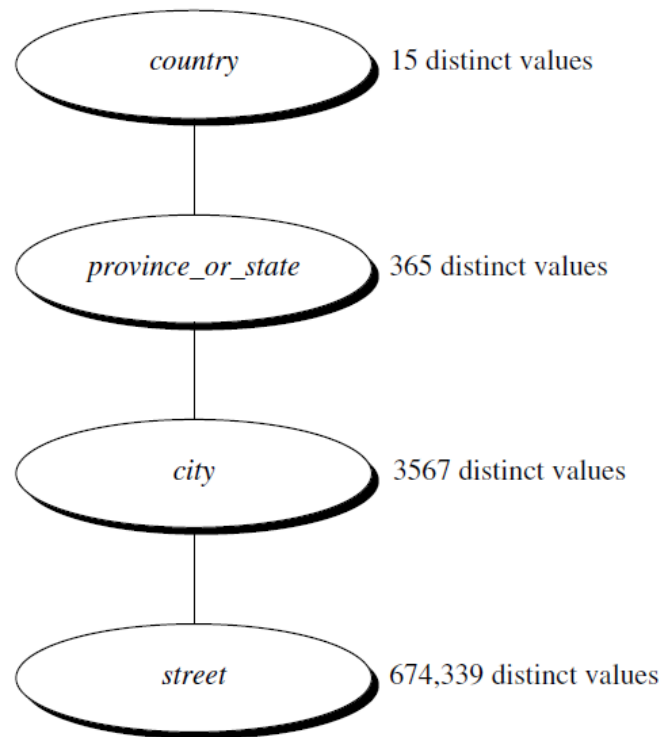 country 15 distinct values
province_or_state 365 distinct values
city 3567 distinct values
street 674,339 distinct values